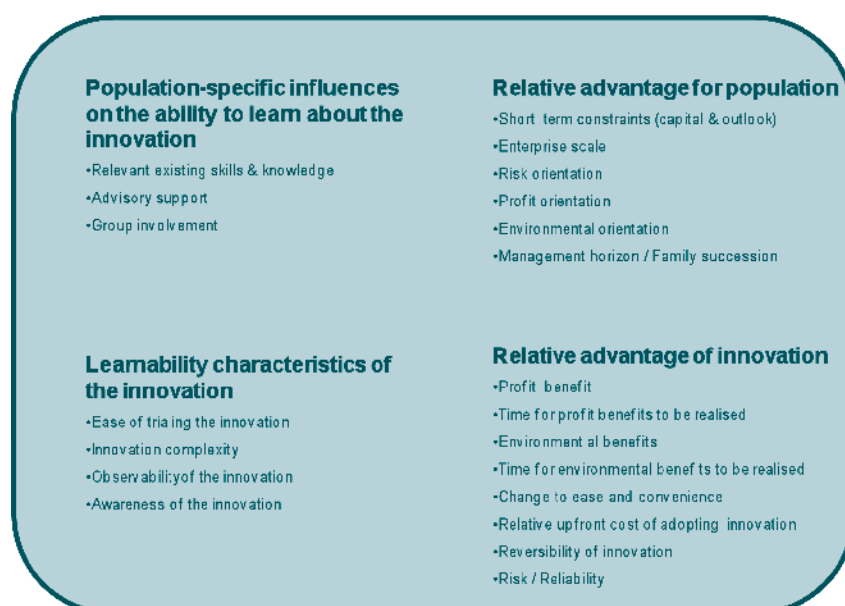 Population-specific influences
on the ability to learn about the
innovation
•Relevant existing skills & knowledge
•Advisory support
•Group involvement
Relative advantage for population
•Short term constraints (capital & outlook)
•Enterprise scale
•Risk orientation
•Profit orientation
•Environmental orientation
•Management horizon / Family succession
Learnability characteristics of
the innovation
•Ease of trialing the innovation
•Innovation complexity
•Observabilityof the innovation
•Awareness of the innovation
Relative advantage of innovation
•Profit benefit
•Time for profit benefits to be realised
•Environment al benefits
•Time for environmental benefits to be realised
•Change to ease and convenience
•Relative upfront cost of adopting innovation
•Reversibility of innovation
•Risk / Reliability